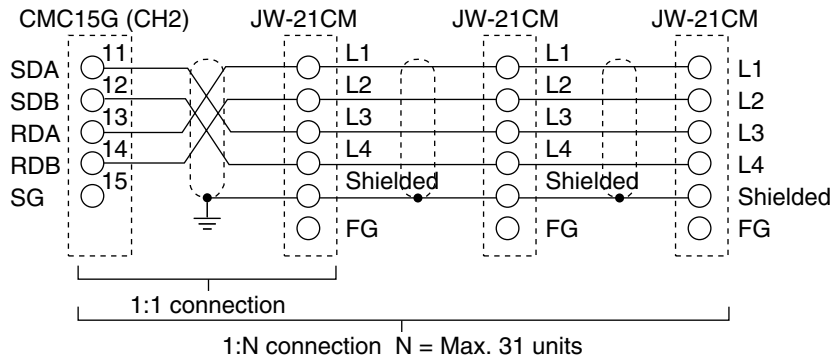 CMC15G (CH2) JW-21CM JW-21CM JW-21CM
SDA 11 L1 L1 L1
SDB 12 L2 L2 L2
RDA 13 L3 L3 L3
RDB 14 L4 L4 L4
SG 15 Shielded Shielded Shielded
FG FG FG
1:1 connection
1:N connection N = Max. 31 units